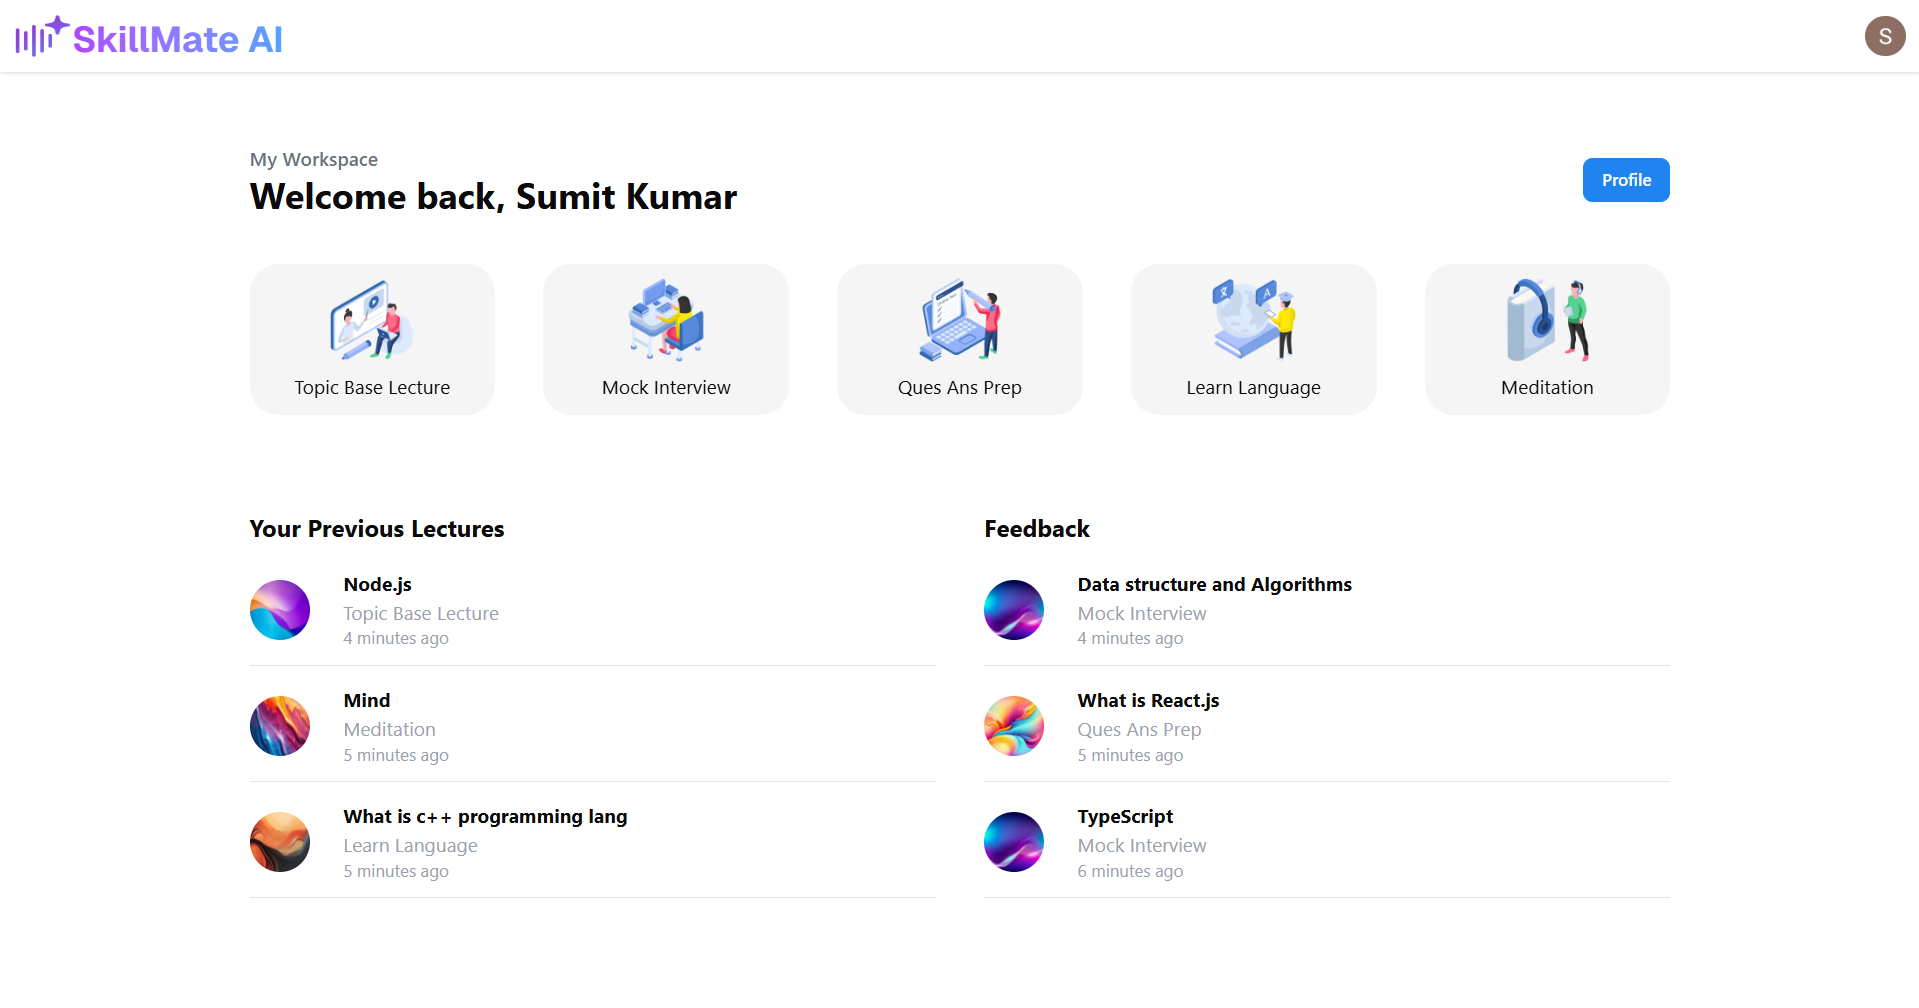 SkillMate AI
S
My Workspace
Welcome back, Sumit Kumar
Profile
Topic Base Lecture
Mock Interview
Ques Ans Prep
Learn Language
A
Meditation
Your Previous Lectures
Node.js
Topic Base Lecture
4 minutes ago
Mind
Meditation
5 minutes ago
What is c++ programming lang
Learn Language
5 minutes ago
Feedback
Data structure and Algorithms
Mock Interview
4 minutes ago
What is React.js
Ques Ans Prep
5 minutes ago
TypeScript
Mock Interview
6 minutes ago